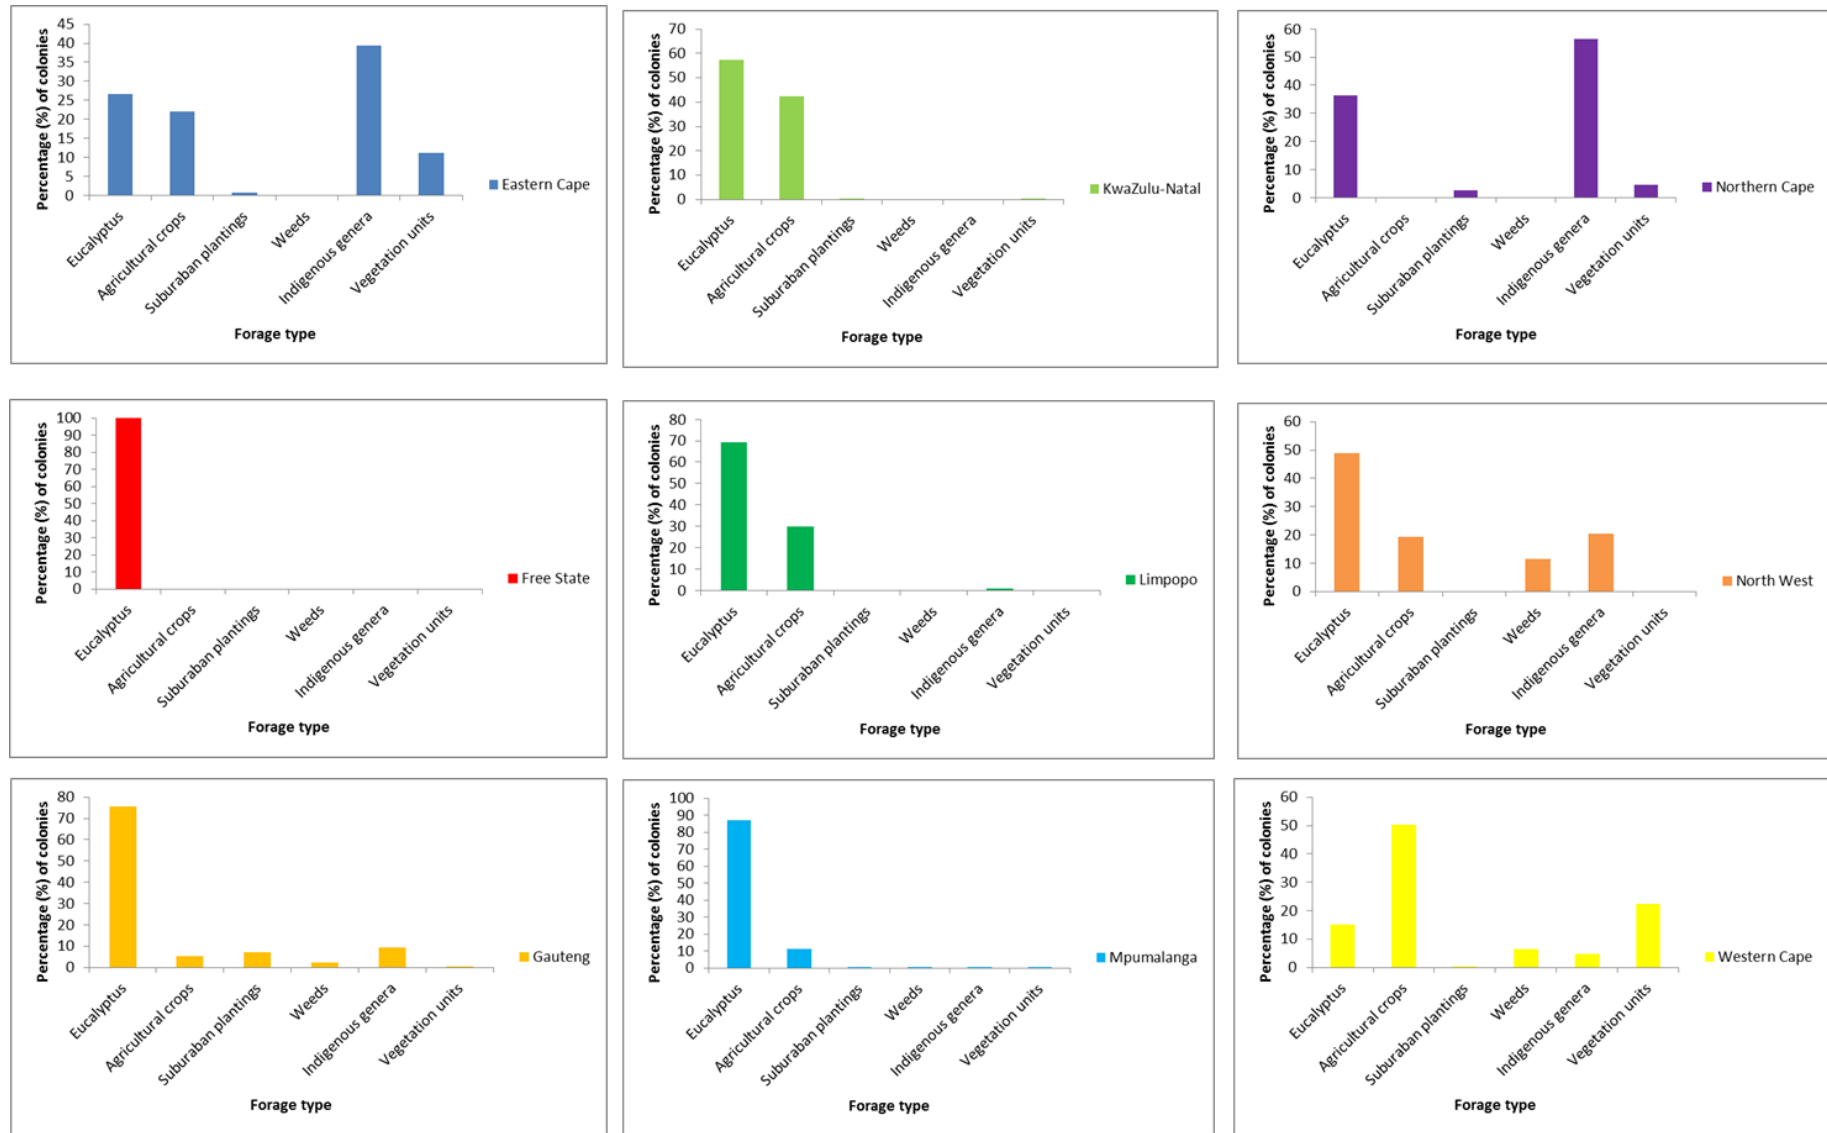 Percentage (%) of colonies
45
40
35
30
25
20
15
10
5
0
Eucalyptus
Agricultural crops
Suburaban plantings
Weeds
Indigenous genera
Vegetation units
Forage type
Eastern Cape
Percentage (%) of colonies
70
60
50
40
30
20
10
0
Eucalyptus
Agricultural crops
Suburaban plantings
Weeds
Indigenous genera
Vegetation units
Forage type
KwaZulu-Natal
Percentage (%) of colonies
60
50
40
30
20
10
0
Eucalyptus
Agricultural crops
Suburaban plantings
Weeds
Indigenous genera
Vegetation units
Forage type
Northern Cape
Percentage (%) of colonies
100
90
80
70
60
50
40
30
20
10
0
Eucalyptus
Agricultural crops
Suburaban plantings
Weeds
Indigenous genera
Vegetation units
Forage type
Free State
Percentage (%) of colonies
80
70
60
50
40
30
20
10
0
Eucalyptus
Agricultural crops
Suburaban plantings
Weeds
Indigenous genera
Vegetation units
Forage type
Limpopo
Percentage (%) of colonies
60
50
40
30
20
10
0
Eucalyptus
Agricultural crops
Suburaban plantings
Weeds
Indigenous genera
Vegetation units
Forage type
North West
Percentage (%) of colonies
80
70
60
50
40
30
20
10
0
Eucalyptus
Agricultural crops
Suburaban plantings
Weeds
Indigenous genera
Vegetation units
Forage type
Gauteng
Percentage (%) of colonies
100
90
80
70
60
50
40
30
20
10
0
Eucalyptus
Agricultural crops
Suburaban plantings
Weeds
Indigenous genera
Vegetation units
Forage type
Mpumalanga
Percentage (%) of colonies
60
50
40
30
20
10
0
Eucalyptus
Agricultural crops
Suburaban plantings
Weeds
Indigenous genera
Vegetation units
Forage type
Western Cape